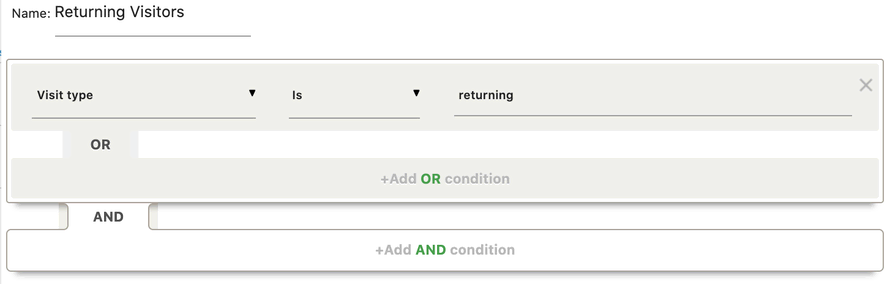 Name: Returning Visitors
Visit type Is returning
OR
+Add OR condition
AND
+Add AND condition